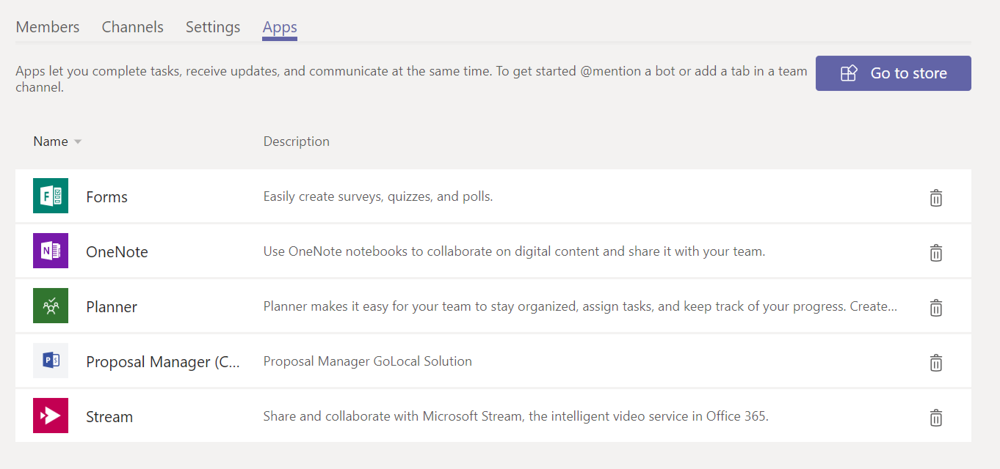 Members Channels Settings Apps
Apps let you complete tasks, receive updates, and communicate at the same time. To get started @mention a bot or add a tab in a team
channel.
Go to store
Name Description
F
Forms Easily create surveys, quizzes, and polls.
N
OneNote Use OneNote notebooks to collaborate on digital content and share it with your team.
Planner Planner makes it easy for your team to stay organized, assign tasks, and keep track of your progress. Create...
P $
Proposal Manager (C... Proposal Manager GoLocal Solution
Stream Share and collaborate with Microsoft Stream, the intelligent video service in Office 365.